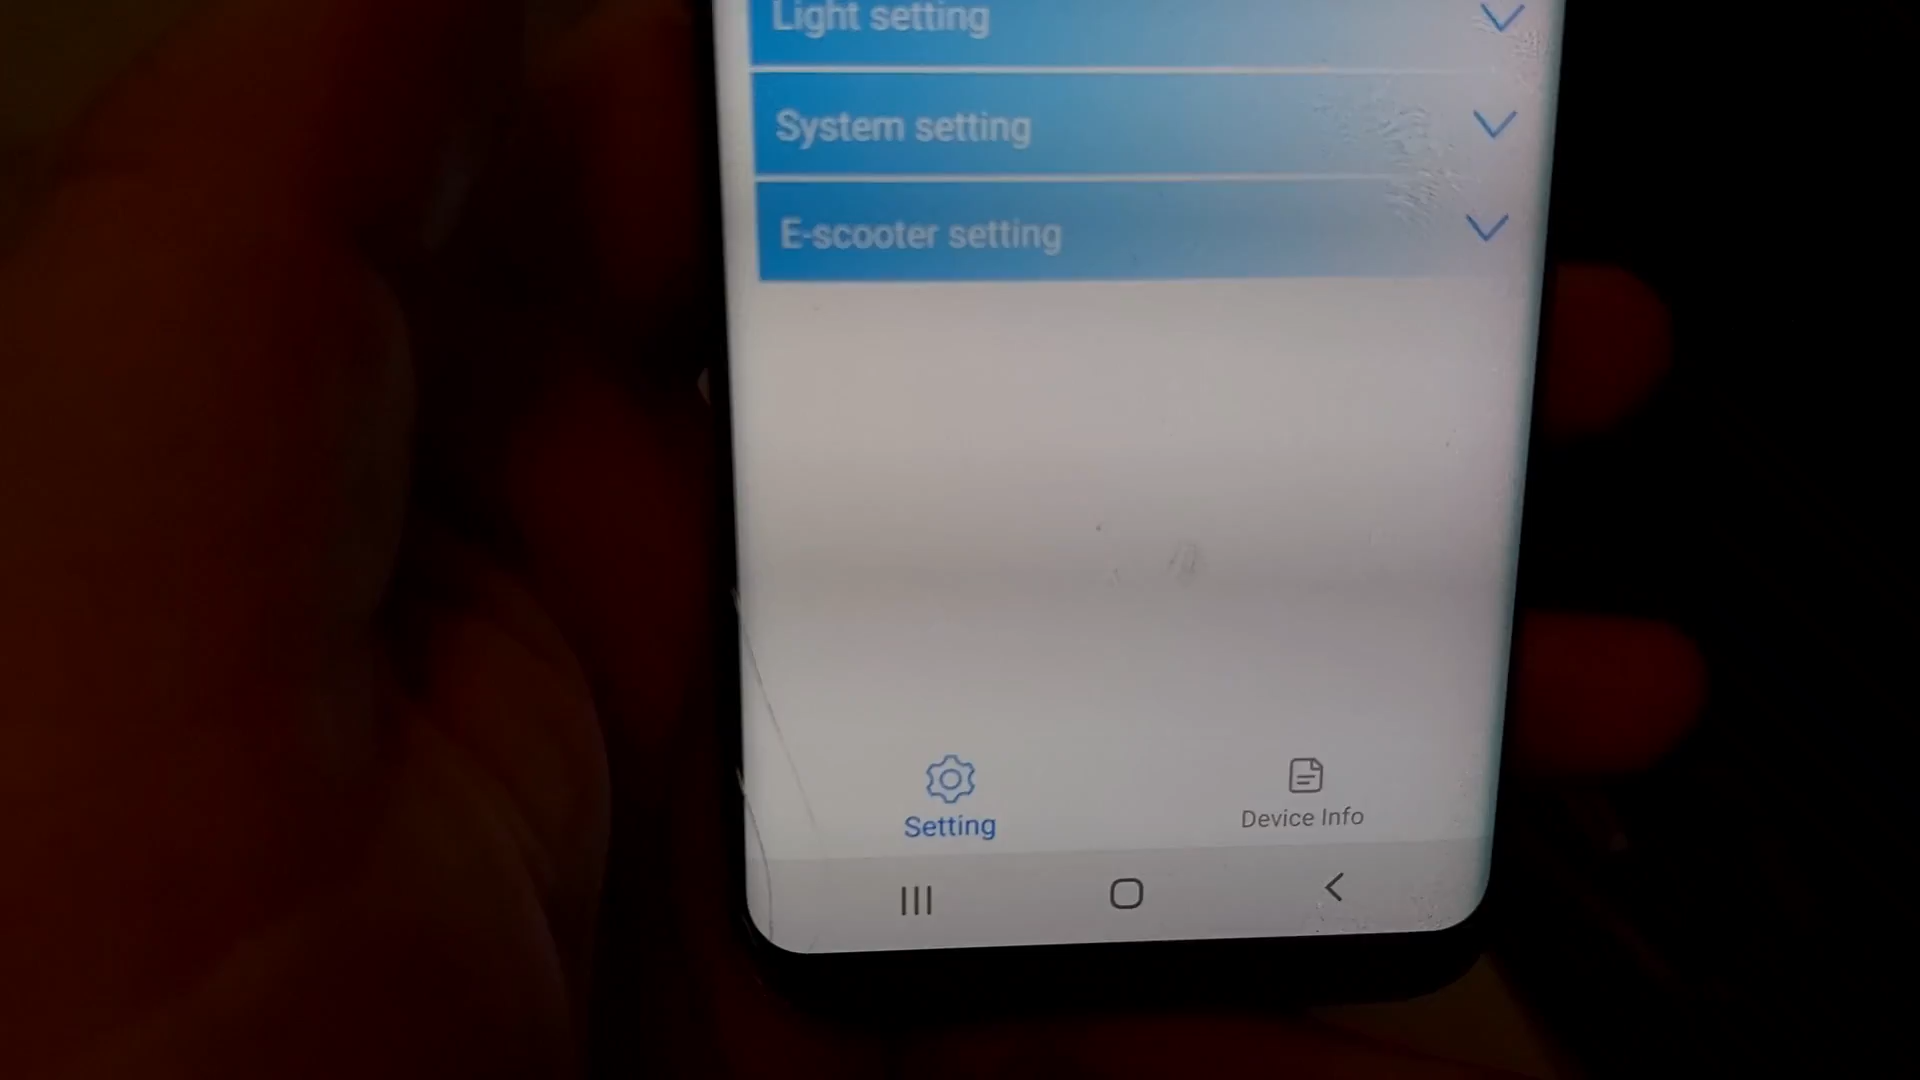 Light setting
System setting
E-scooter setting
Setting
Device Info